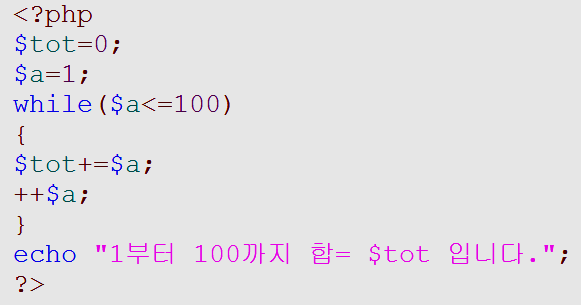 <?php
$tot=0;
$a=1;
while($a<=100)
{
$tot+=$a;
++$a;
}
echo "1부터 100까지 합= $tot 입니다.";
?>